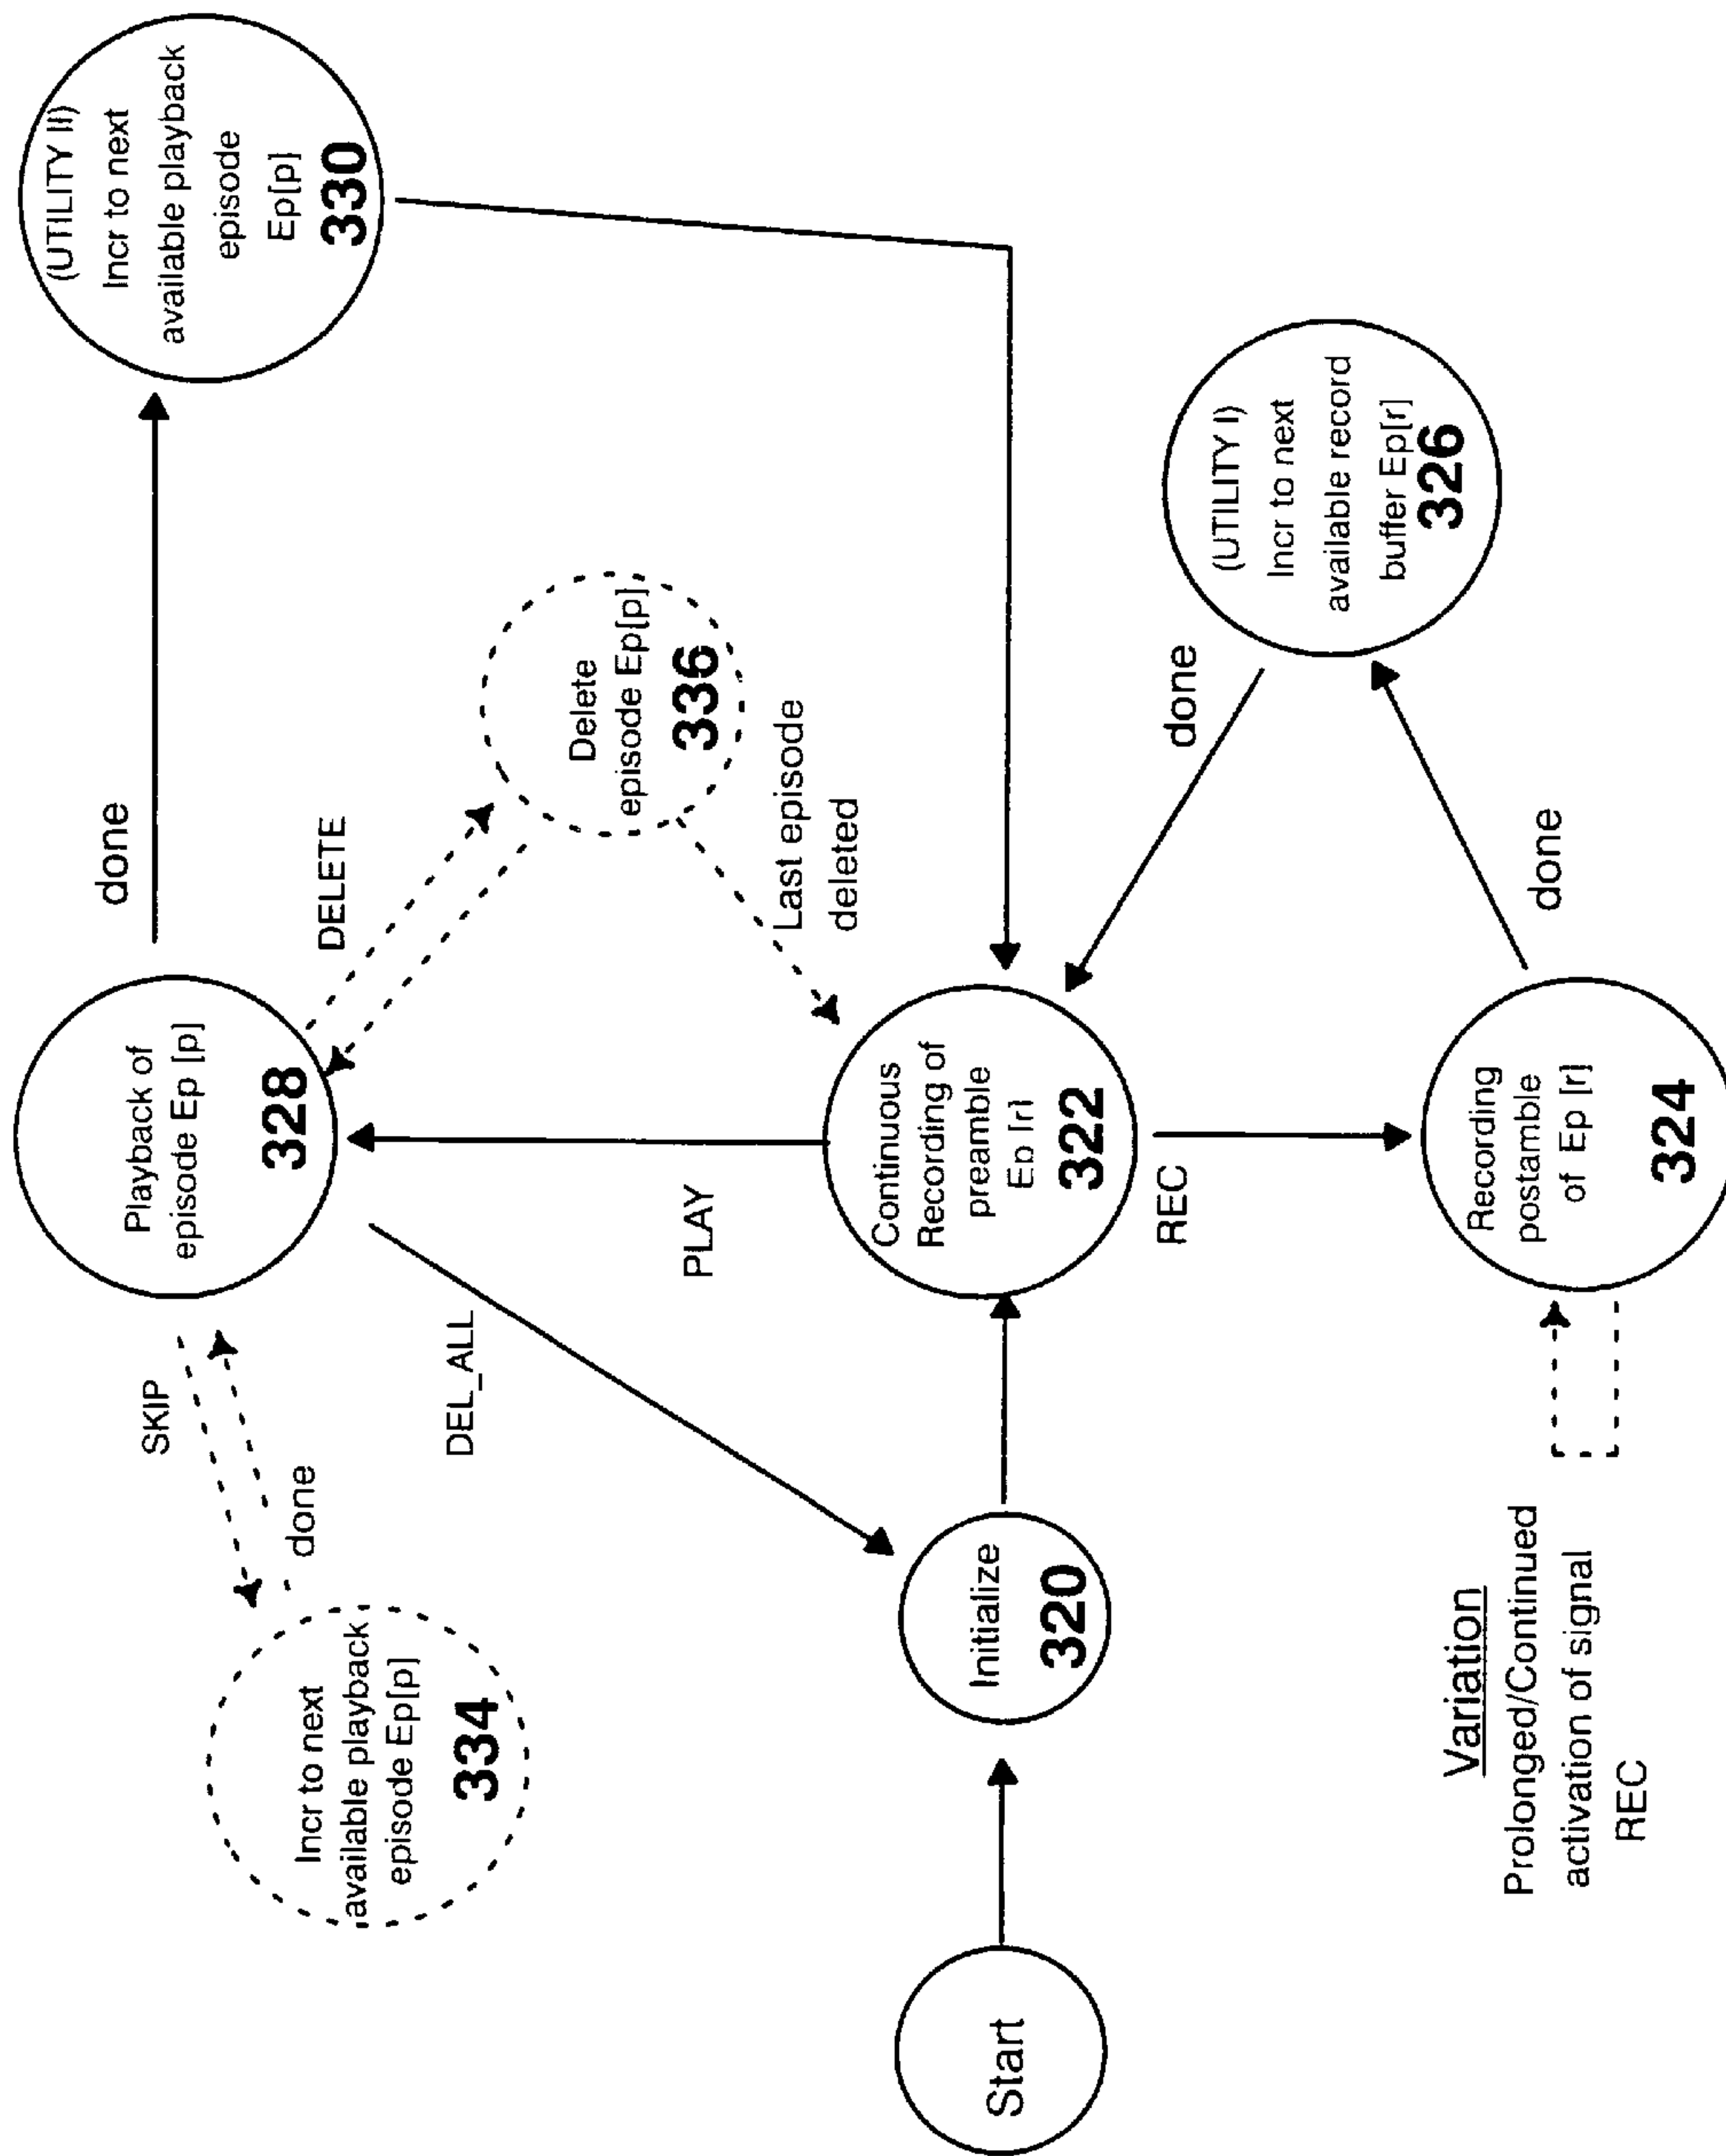 (UTILITY II)
Incr to next
available playback
episode
Ep[p]
330
done
Playback of
episode Ep [p]
328
DELETE
Delete
episode Ep[p]
336
Last episode
deleted
SKIP
done
Incr to next
available playback
episode Ep[p]
334
DEL_ALL
PLAY
Start
Initialize
320
Continuous
Recording of
preamble
Ep [r]
322
REC
done
(UTILITY I)
Incr to next
available record
buffer Ep[r]
326
done
Recording
postamble
of Ep [r]
324
Variation
Prolonged/Continued
activation of signal
REC